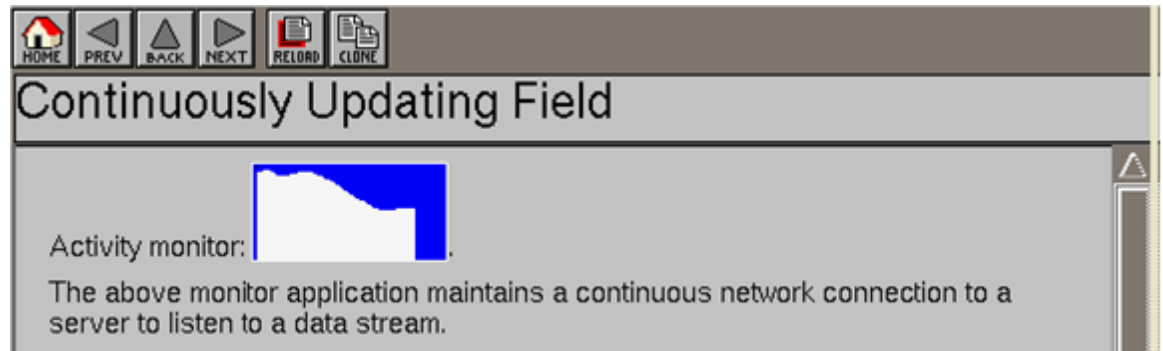 HOME PREV BACK NEXT RELOAD CLONE
Continuously Updating Field
Activity monitor: .
The above monitor application maintains a continuous network connection to a
server to listen to a data stream.